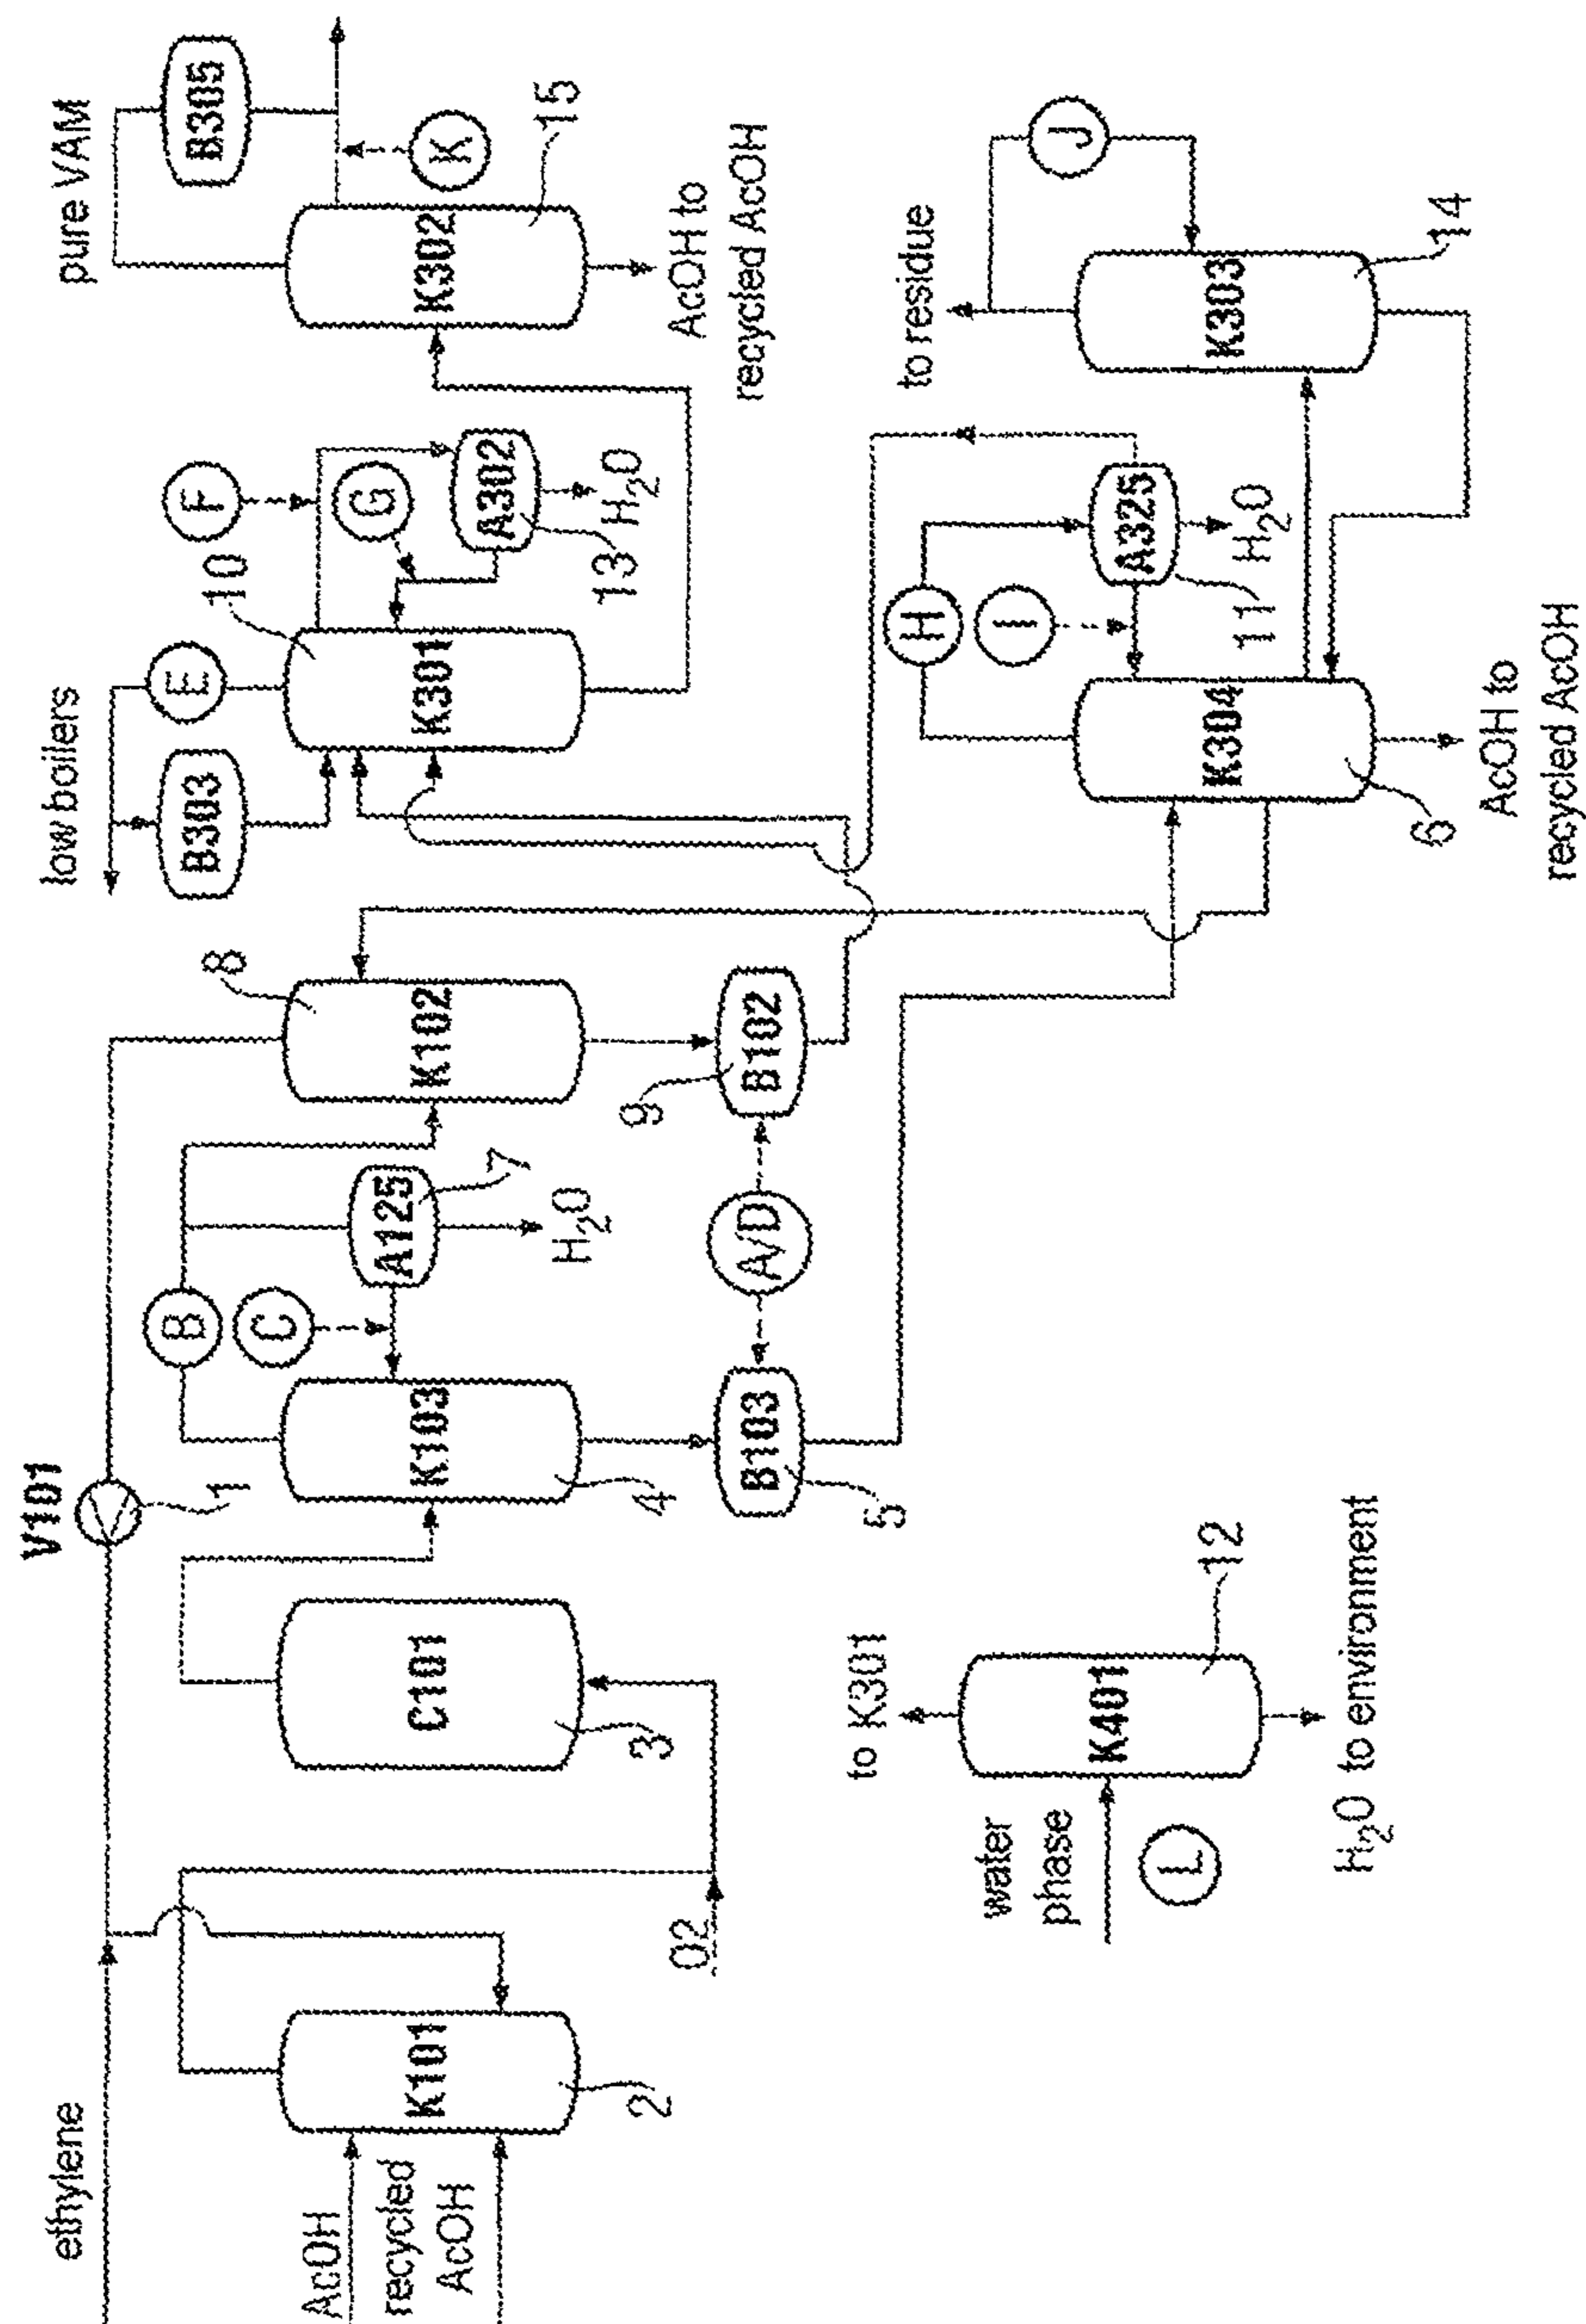 ethylene
AcOH
recycled
AcOH
K101
2
O2
V101
1
C101
3
B
C
K103
4
A125
7
H2O
B103
5
A/D
K102
8
B102
9
low boilers
B303
E
K301
10
F
G
A302
13
H2O
pure VAM
B305
K302
15
K
AcOH to
recycled AcOH
water
phase
L
to K301
K401
12
H2O to environment
H
I
A325
11
H2O
K304
6
AcOH to
recycled AcOH
to residue
J
K303
14